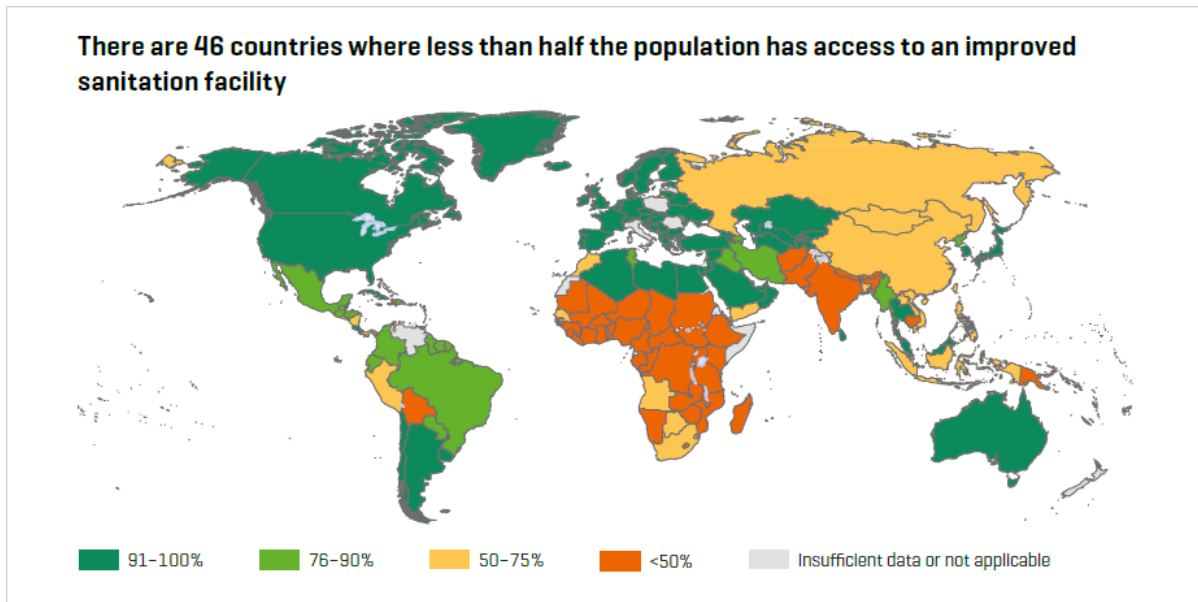 There are 46 countries where less than half the population has access to an improved
sanitation facility
91–100%
76–90%
50–75%
<50%
Insufficient data or not applicable